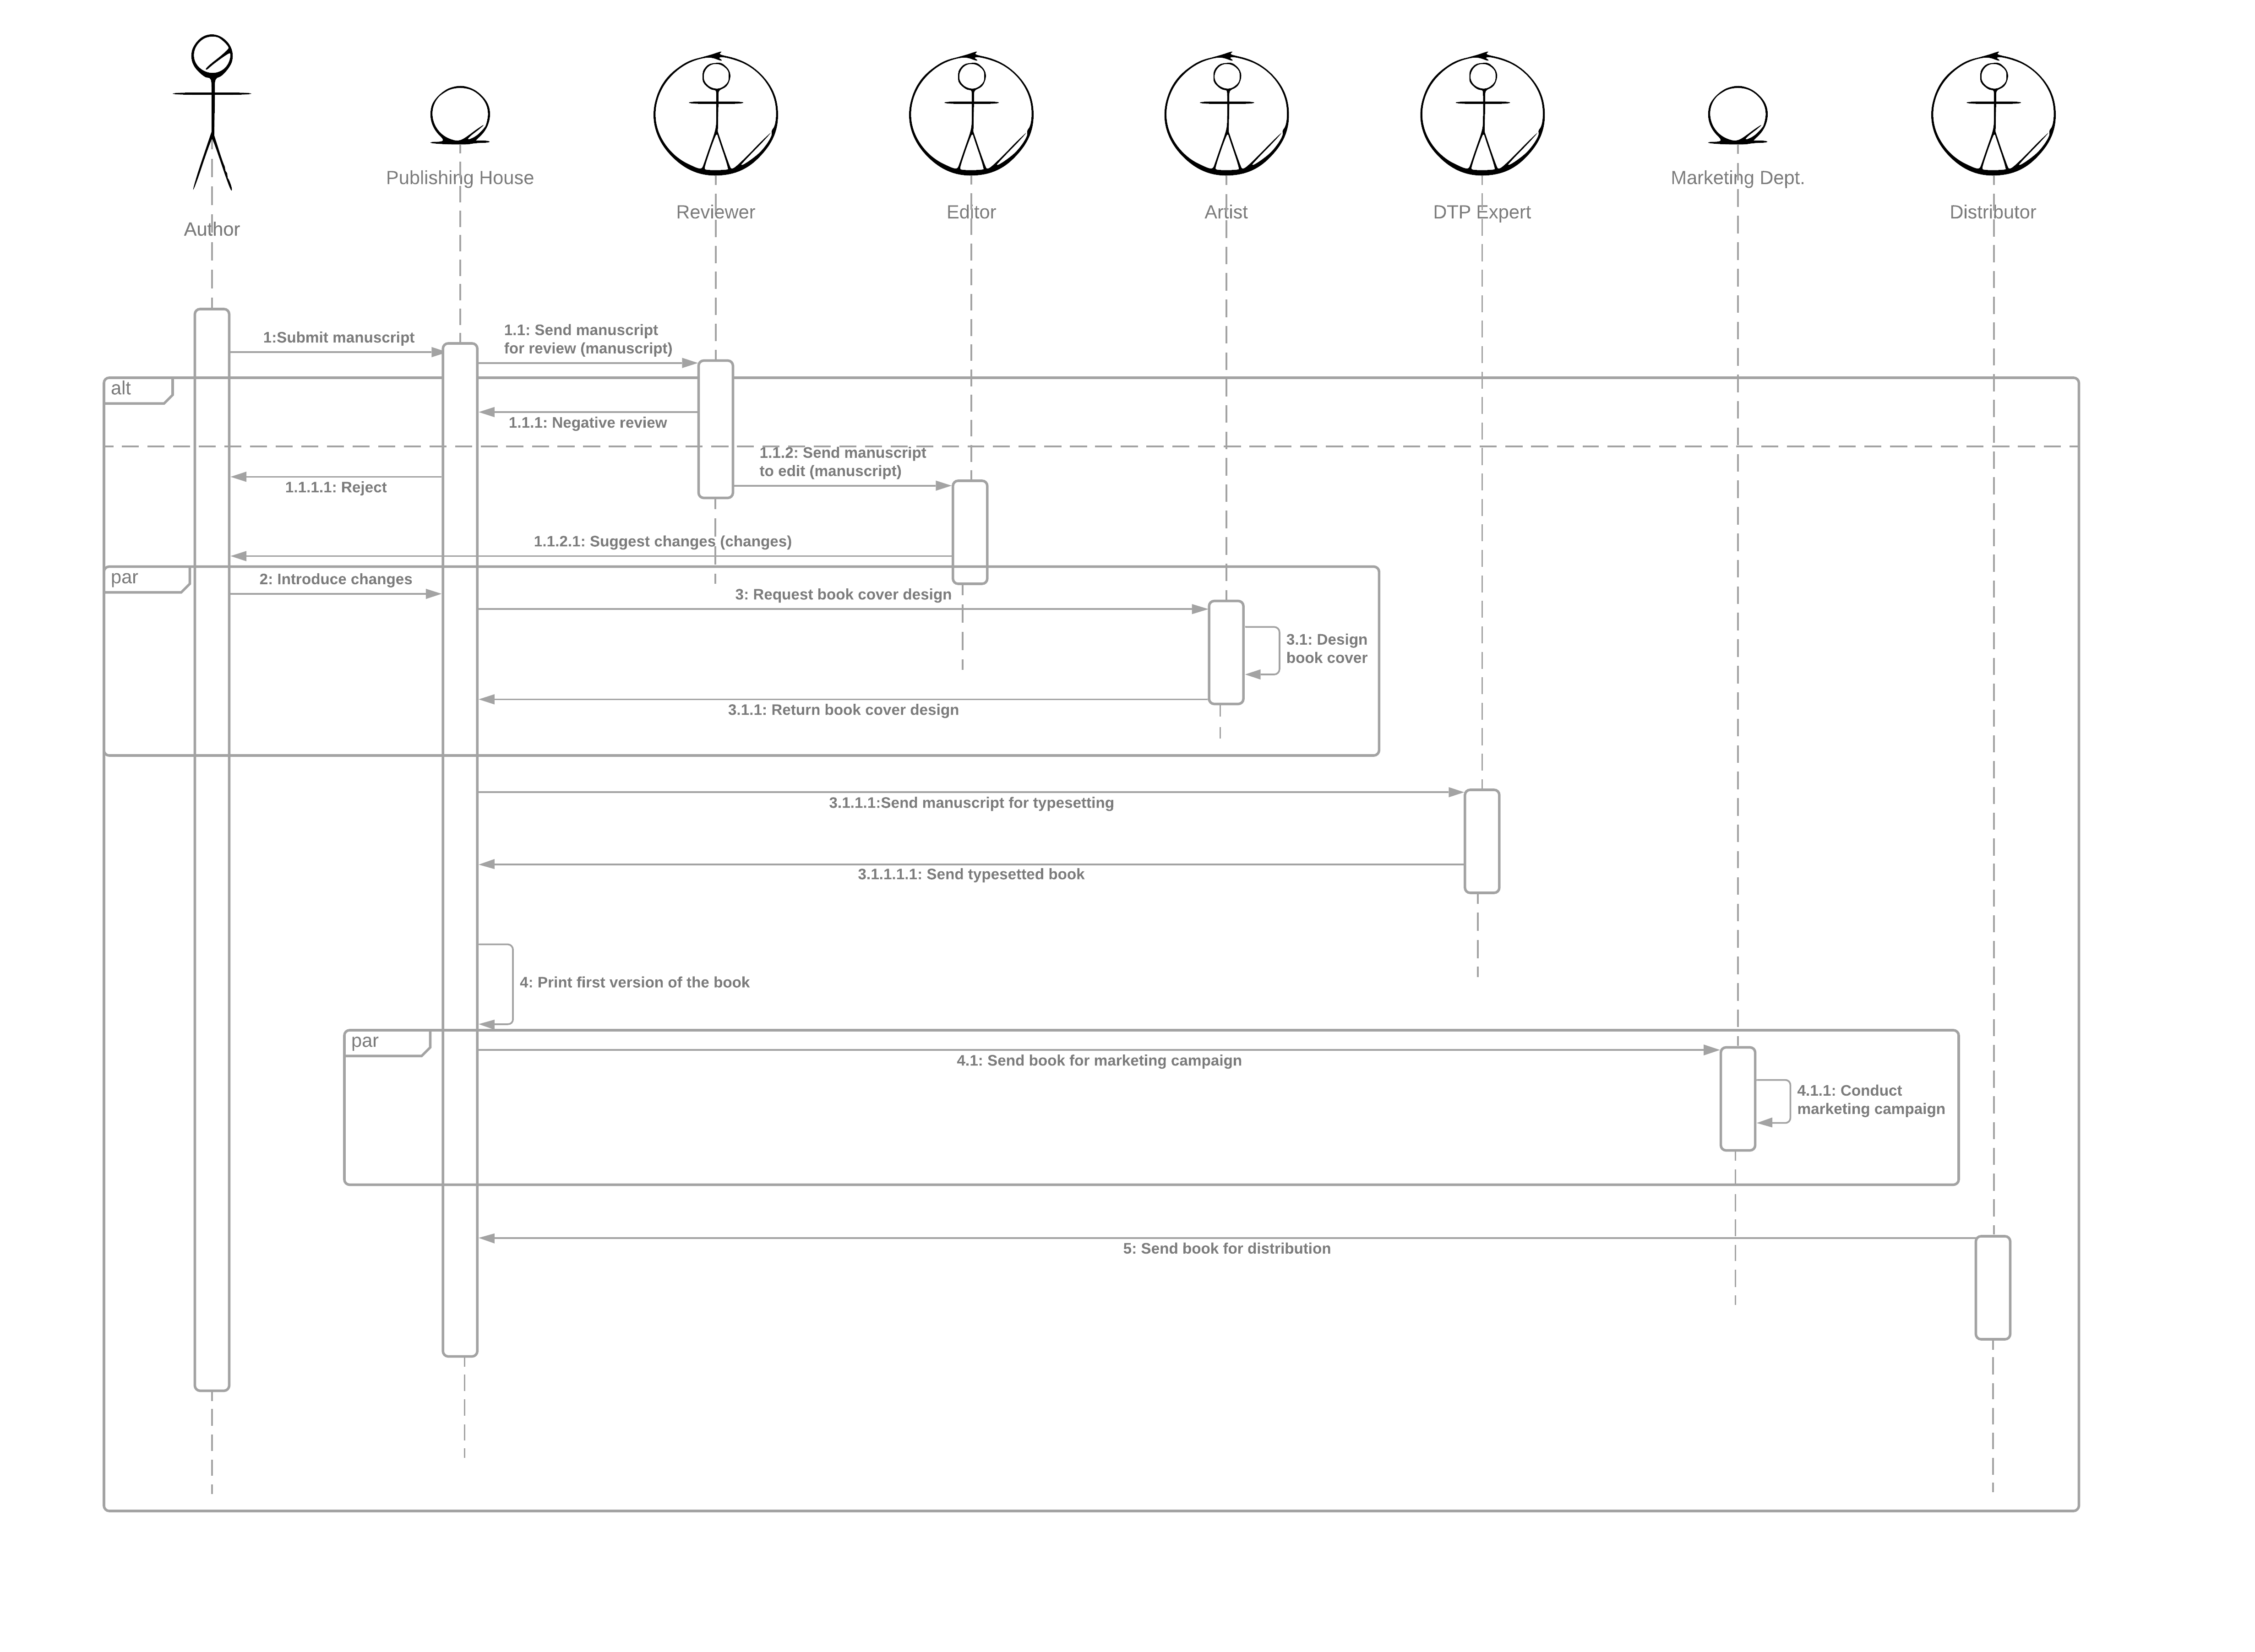 Publishing House
Marketing Dept.
Reviewer
Editor
Artist
DTP Expert
Distributor
Author
1:Submit manuscript
1.1: Send manuscript
for review (manuscript)
alt
1.1.1: Negative review
1.1.2: Send manuscript
to edit (manuscript)
1.1.1.1: Reject
1.1.2.1: Suggest changes (changes)
par
2: Introduce changes
3: Request book cover design
3.1: Design
book cover
3.1.1: Return book cover design
3.1.1.1:Send manuscript for typesetting
3.1.1.1.1: Send typesetted book
4: Print first version of the book
par
4.1: Send book for marketing campaign
4.1.1: Conduct
marketing campaign
5: Send book for distribution